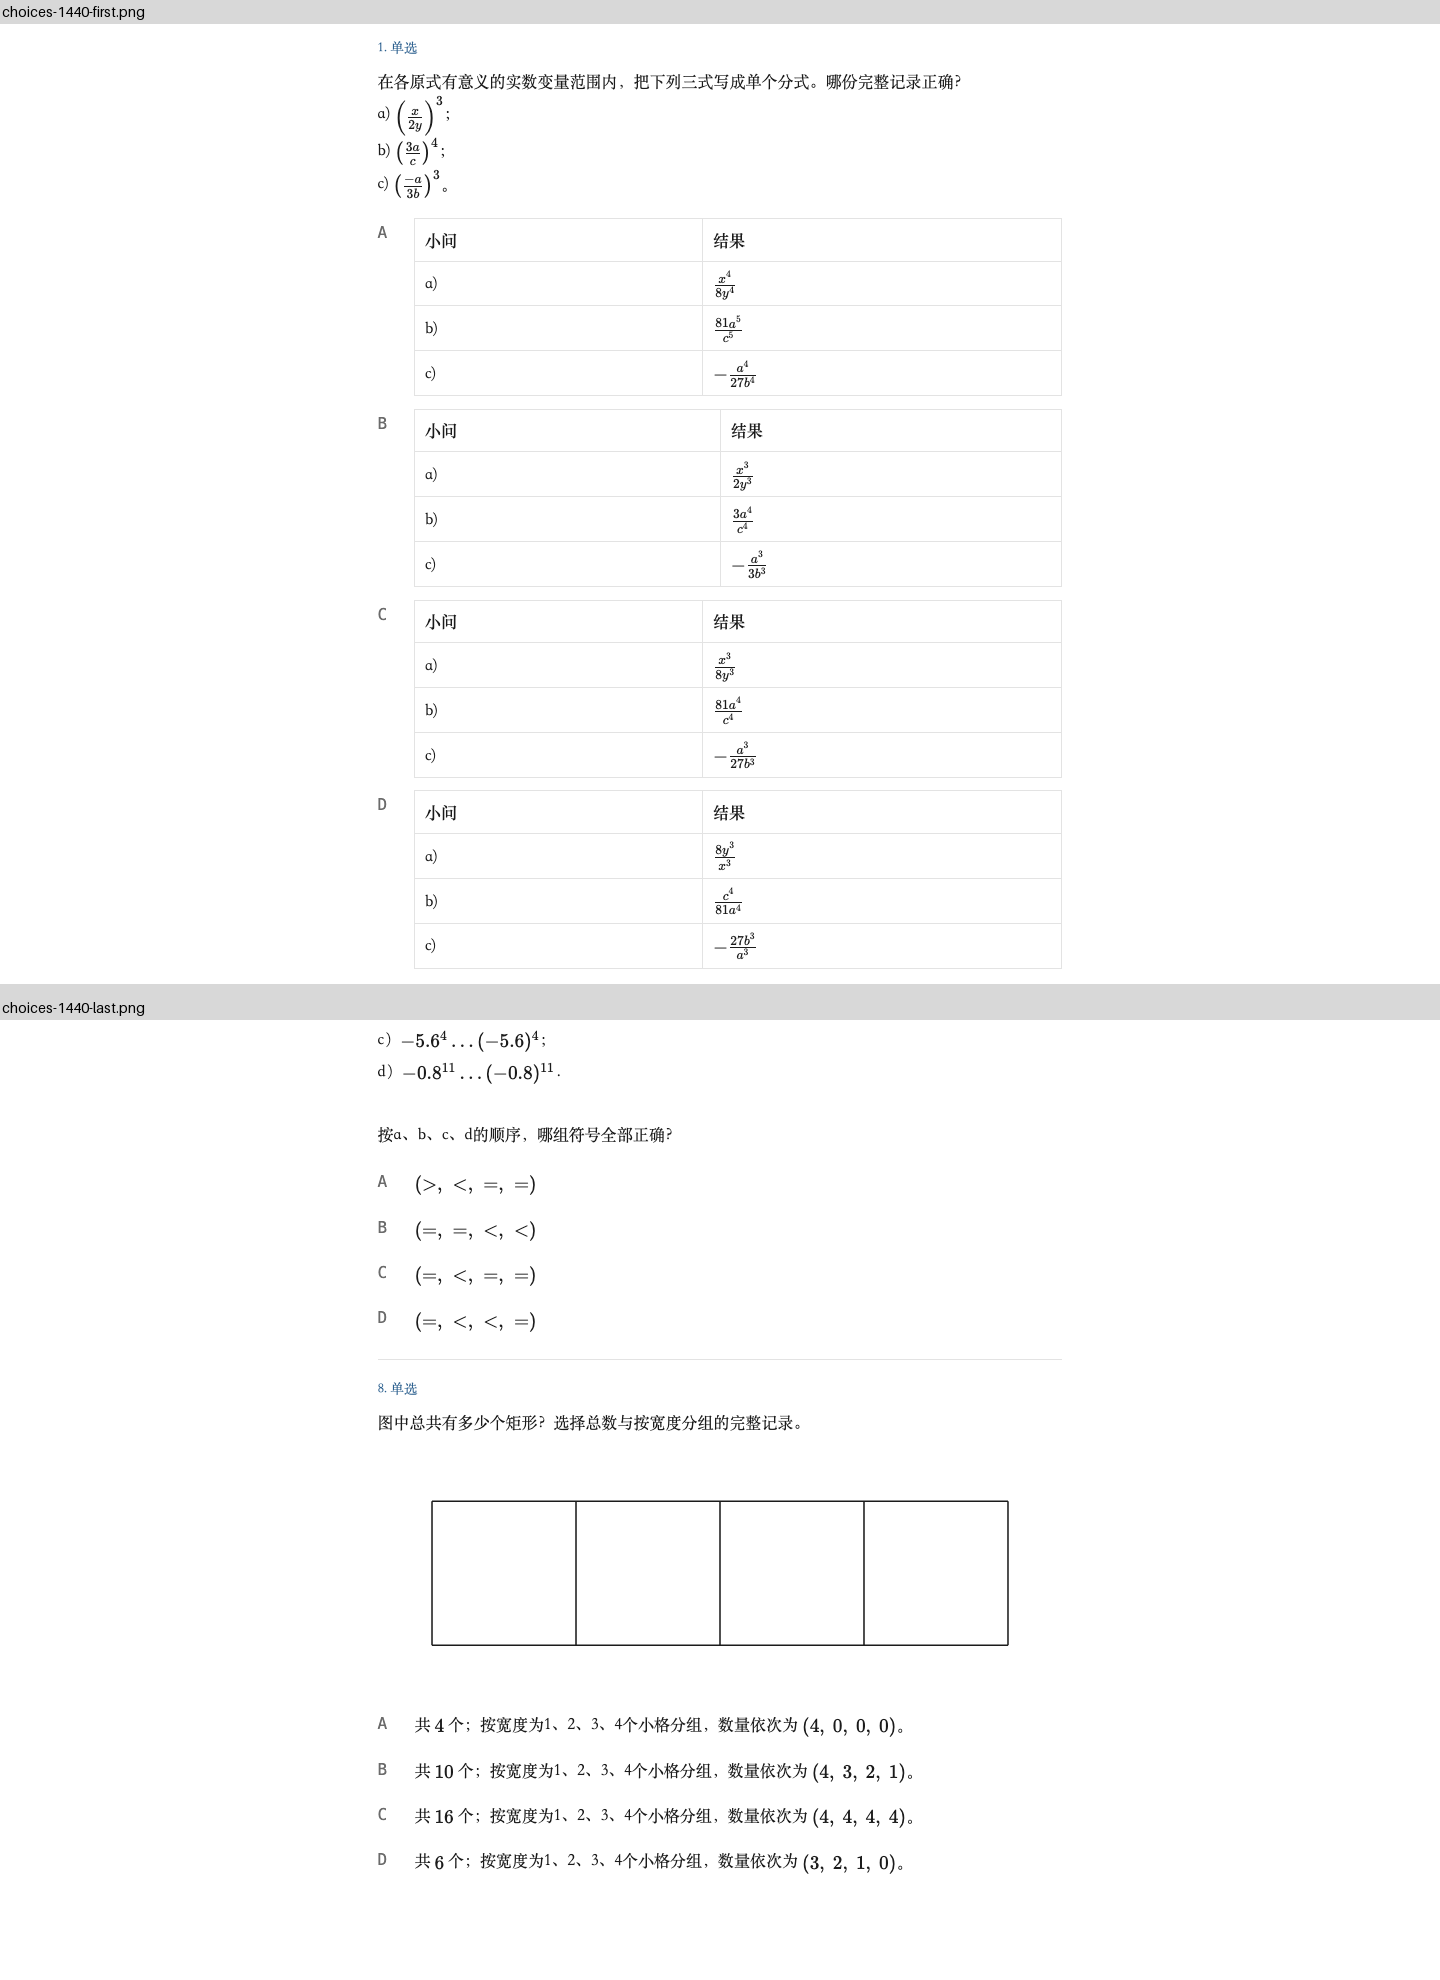 choices-1440-first.png
1. 单选
在各原式有意义的实数变量范围内，把下列三式写成单个分式。哪份完整记录正确？
a) (x/2y)^3；
b) (3a/c)^4；
c) (-a/3b)^3。
A
小问 结果
a) x^4/8y^4
b) 81a^5/c^5
c) −a^4/27b^4
B
小问 结果
a) x^3/2y^3
b) 3a^4/c^4
c) −a^3/3b^3
C
小问 结果
a) x^3/8y^3
b) 81a^4/c^4
c) −a^3/27b^3
D
小问 结果
a) 8y^3/x^3
b) c^4/81a^4
c) −27b^3/a^3
choices-1440-last.png
c）−5.6^4 ... (−5.6)^4；
d）−0.8^11 ... (−0.8)^11．
按a、b、c、d的顺序，哪组符号全部正确？
A (>, <, =, =)
B (=, =, <, <)
C (=, <, =, =)
D (=, <, <, =)
8. 单选
图中总共有多少个矩形？选择总数与按宽度分组的完整记录。
A 共 4 个；按宽度为1、2、3、4个小格分组，数量依次为 (4, 0, 0, 0)。
B 共 10 个；按宽度为1、2、3、4个小格分组，数量依次为 (4, 3, 2, 1)。
C 共 16 个；按宽度为1、2、3、4个小格分组，数量依次为 (4, 4, 4, 4)。
D 共 6 个；按宽度为1、2、3、4个小格分组，数量依次为 (3, 2, 1, 0)。